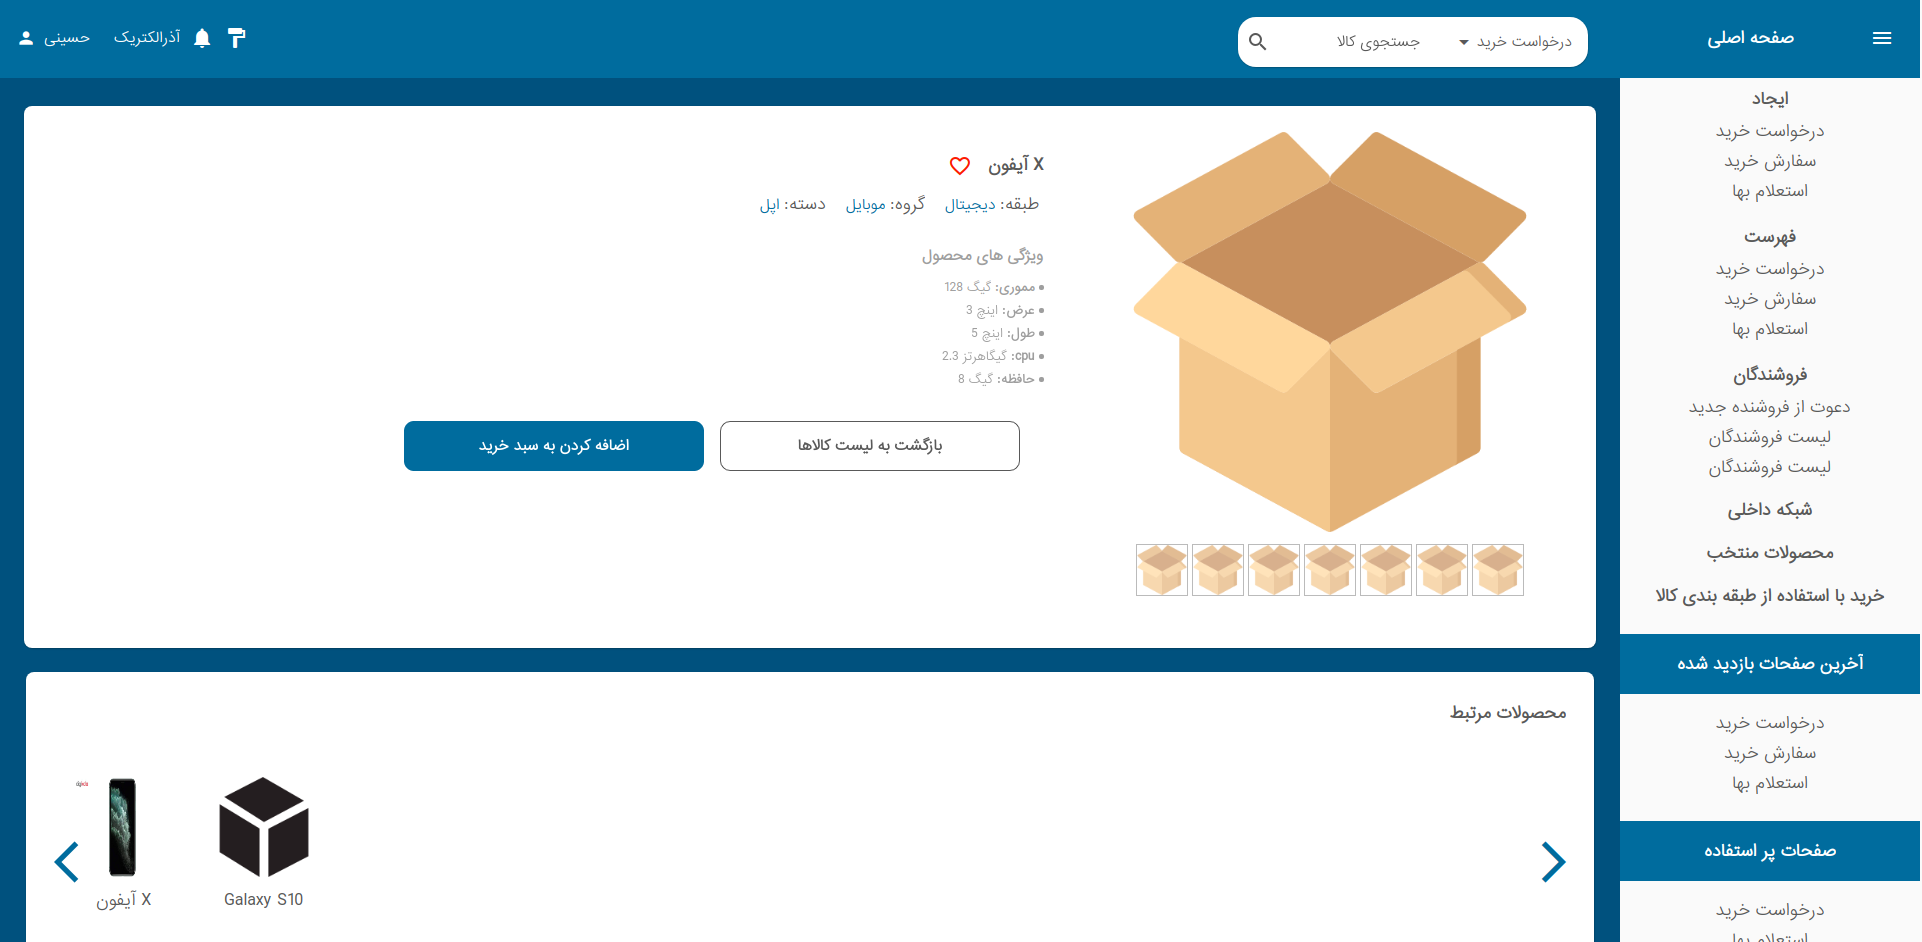 صفحه اصلی
درخواست خرید
جستجوی کالا
آذرالکتریک
حسینی
ایجاد
درخواست خرید
سفارش خرید
استعلام بها
فهرست
درخواست خرید
سفارش خرید
استعلام بها
فروشندگان
دعوت از فروشنده جدید
لیست فروشندگان
لیست فروشندگان
شبکه داخلی
محصولات منتخب
خرید با استفاده از طبقه بندی کالا
آخرین صفحات بازدید شده
درخواست خرید
سفارش خرید
استعلام بها
صفحات پر استفاده
درخواست خرید
استعلام بها
X آیفون
طبقه: دیجیتال گروه: موبایل دسته: اپل
ویژگی های محصول
مموری: گیگ 128
عرض: اینچ 3
طول: اینچ 5
cpu: گیگاهرتز 2.3
حافظه: گیگ 8
بازگشت به لیست کالاها
اضافه کردن به سبد خرید
محصولات مرتبط
Galaxy S10
X آیفون